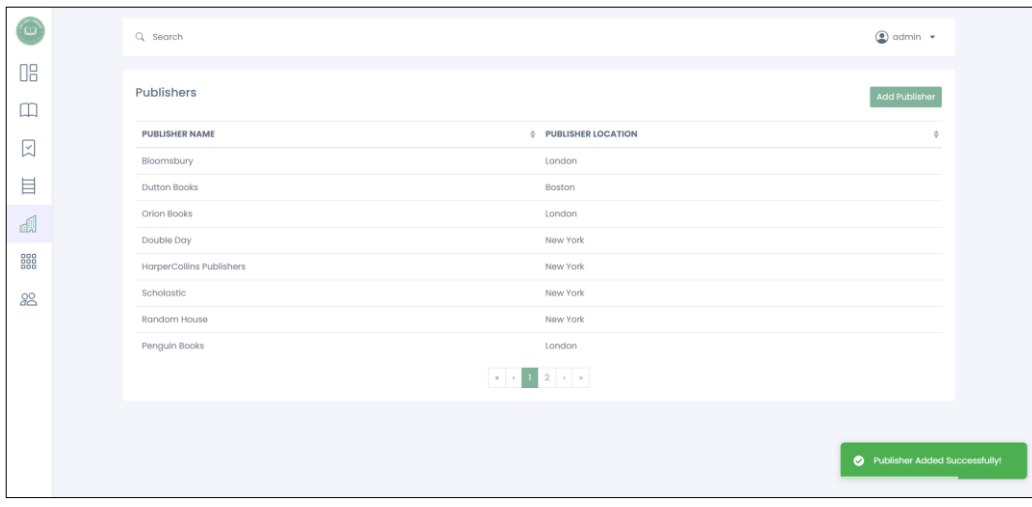 Search
admin
Publishers
Add Publisher
PUBLISHER NAME PUBLISHER LOCATION
Bloomsbury London
Dutton Books Boston
Orion Books London
Double Day New York
HarperCollins Publishers New York
Scholastic New York
Random House New York
Penguin Books London
« ‹ 1 2 › »
Publisher Added Successfully!